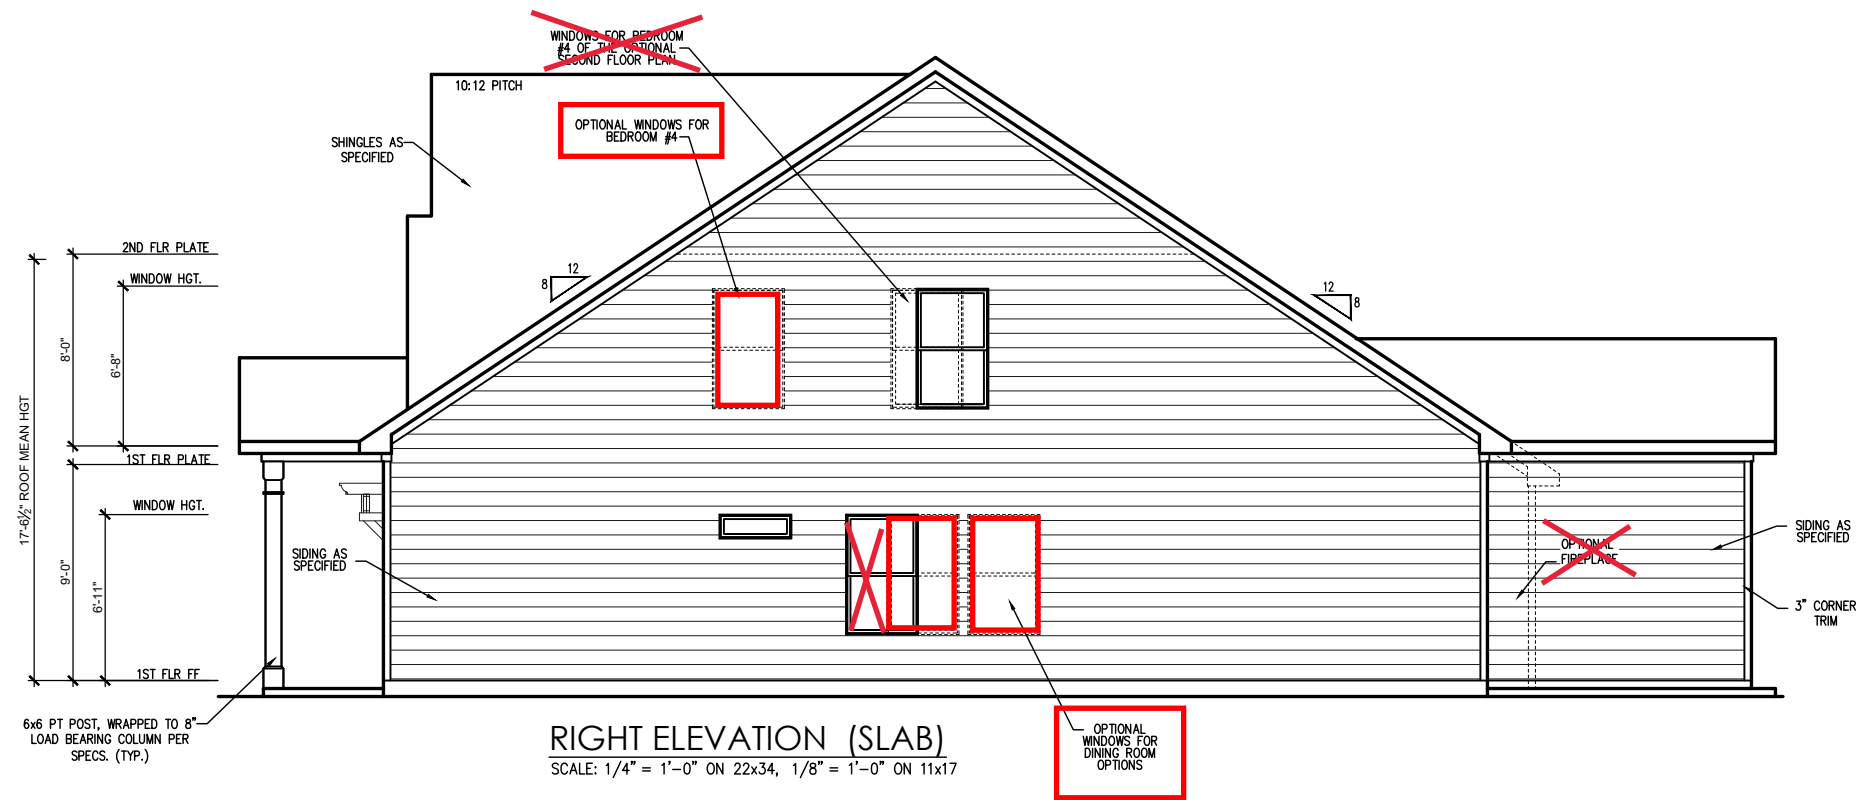 WINDOWS FOR BEDROOM
#4 OF THE OPTIONAL
SECOND FLOOR PLAN
10:12 PITCH
OPTIONAL WINDOWS FOR
BEDROOM #4
SHINGLES AS
SPECIFIED
2ND FLR PLATE
WINDOW HGT.
12
8
12
8
8'-0"
6'-8"
17'-6½" ROOF MEAN HGT
1ST FLR PLATE
WINDOW HGT.
9'-0"
6'-11"
SIDING AS
SPECIFIED
OPTIONAL
FIREPLACE
SIDING AS
SPECIFIED
3" CORNER
TRIM
1ST FLR FF
6x6 PT POST, WRAPPED TO 8"
LOAD BEARING COLUMN PER
SPECS. (TYP.)
OPTIONAL
WINDOWS FOR
DINING ROOM
OPTIONS
RIGHT ELEVATION (SLAB)
SCALE: 1/4" = 1'-0" ON 22x34, 1/8" = 1'-0" ON 11x17